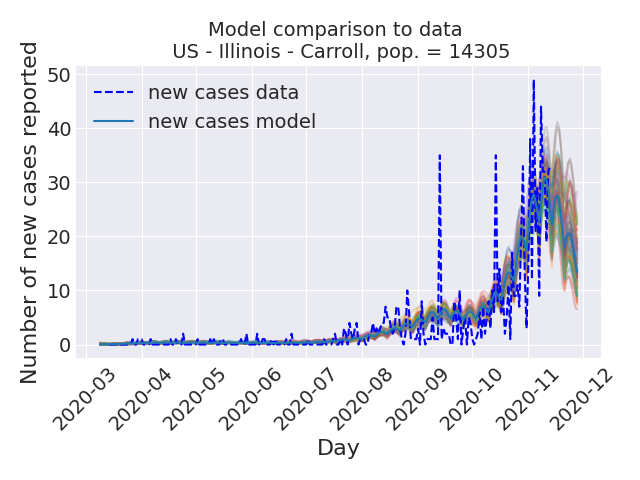 Model comparison to data
US - Illinois - Carroll, pop. = 14305
Number of new cases reported
50
40
30
20
10
0
new cases data
new cases model
2020-03
2020-04
2020-05
2020-06
2020-07
2020-08
2020-09
2020-10
2020-11
2020-12
Day